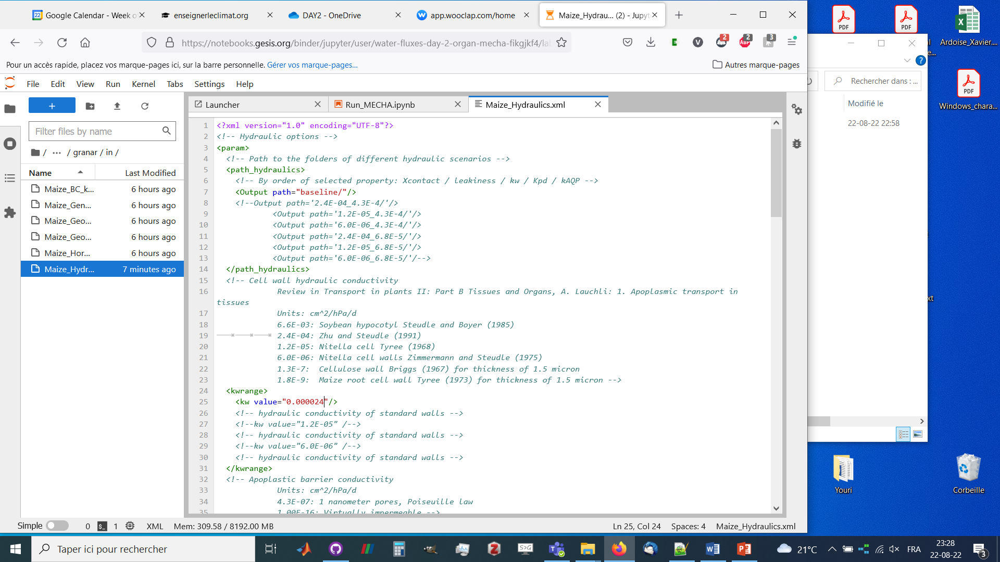 Google Calendar - Week o
enseignerleclimat.org
DAY2 - OneDrive
app.wooclap.com/home
Maize_Hydrau... (2) - Jupyt
https://notebooks.gesis.org/binder/jupyter/user/water-fluxes-day-2-organ-mecha-fikgjkf4/la
2
2
3
Pour un accès rapide, placez vos marque-pages ici, sur la barre personnelle. Gérer vos marque-pages...
Autres marque-pages
File Edit View Run Kernel Tabs Settings Help
Launcher
Run_MECHA.ipynb
Maize_Hydraulics.xml
Filter files by name
/ ... / granar / in /
Name Last Modified
Maize_BC_k... 6 hours ago
Maize_Gen... 6 hours ago
Maize_Geo... 6 hours ago
Maize_Geo... 6 hours ago
Maize_Hor... 6 hours ago
Maize_Hydr... 7 minutes ago
1 <?xml version="1.0" encoding="UTF-8"?>
2 <!-- Hydraulic options -->
3 <param>
4 <!-- Path to the folders of different hydraulic scenarios -->
5 <path_hydraulics>
6 <!-- By order of selected property: Xcontact / leakiness / kw / Kpd / kAQP -->
7 <Output path="baseline/"/>
8 <!--Output path='2.4E-04_4.3E-4/'/>
9 <Output path='1.2E-05_4.3E-4/'/>
10 <Output path='6.0E-06_4.3E-4/'/>
11 <Output path='2.4E-04_6.8E-5/'/>
12 <Output path='1.2E-05_6.8E-5/'/>
13 <Output path='6.0E-06_6.8E-5/'/-->
14 </path_hydraulics>
15 <!-- Cell wall hydraulic conductivity
16 Review in Transport in plants II: Part B Tissues and Organs, A. Lauchli: 1. Apoplasmic transport in
tissues
17 Units: cm^2/hPa/d
18 6.6E-03: Soybean hypocotyl Steudle and Boyer (1985)
19 2.4E-04: Zhu and Steudle (1991)
20 1.2E-05: Nitella cell Tyree (1968)
21 6.0E-06: Nitella cell walls Zimmermann and Steudle (1975)
22 1.3E-7: Cellulose wall Briggs (1967) for thickness of 1.5 micron
23 1.8E-9: Maize root cell wall Tyree (1973) for thickness of 1.5 micron -->
24 <kwrange>
25 <kw value="0.000024"/>
26 <!-- hydraulic conductivity of standard walls -->
27 <!--kw value="1.2E-05" /-->
28 <!-- hydraulic conductivity of standard walls -->
29 <!--kw value="6.0E-06" /-->
30 <!-- hydraulic conductivity of standard walls -->
31 </kwrange>
32 <!-- Apoplastic barrier conductivity
33 Units: cm^2/hPa/d
34 4.3E-07: 1 nanometer pores, Poiseuille law
35 1.00E-16: Virtually impermeable -->
Simple 0 1 XML Mem: 309.58 / 8192.00 MB
Ln 25, Col 24 Spaces: 4 Maize_Hydraulics.xml
Rechercher dans : ...
Modifié le
22-08-22 22:58
PDF
PDF
Ardoise_Xavier....
PDF
Windows_chara...
xt
Youri
Corbeille
Taper ici pour rechercher
21°C
FRA
23:28
22-08-22
3